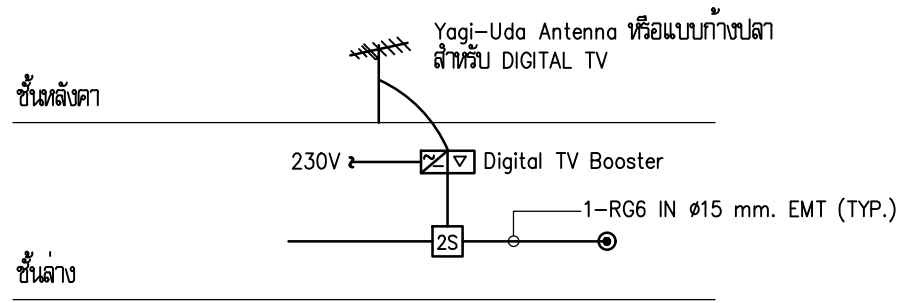 Yagi-Uda Antenna หรือแบบก้างปลา
สำหรับ DIGITAL TV
ชั้นหลังคา
230V
Digital TV Booster
1-RG6 IN Ø15 mm. EMT (TYP.)
2S
ชั้นล่าง